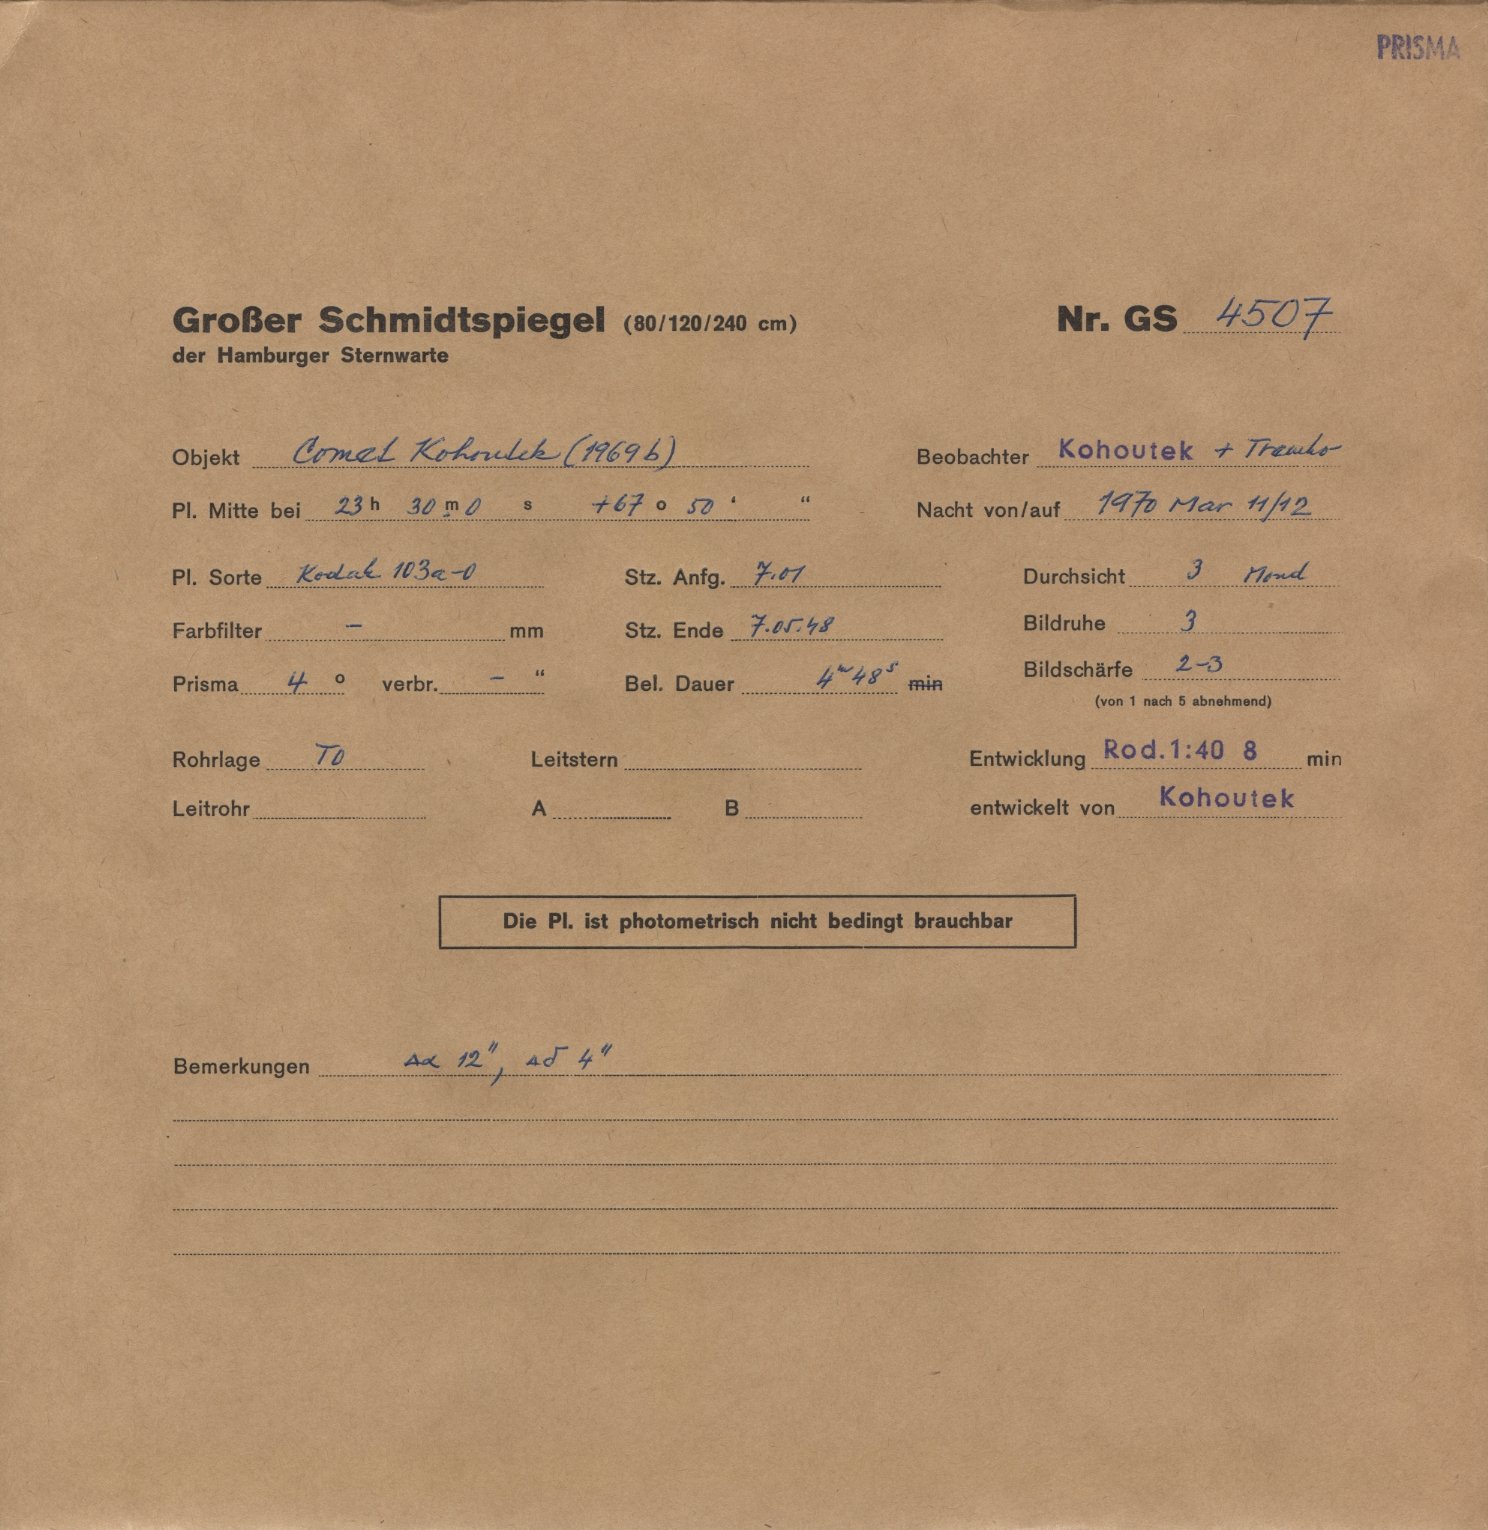 PRISMA
Großer Schmidtspiegel (80/120/240 cm) Nr. GS 4507
der Hamburger Sternwarte
Objekt Comet Kohoutek (1969b) Beobachter Kohoutek +
Pl. Mitte bei 23 h 30 m 0 s +67 o 50 ‘ “ Nacht von/auf 1970 Mar 11/12
Pl. Sorte Kodak 103a-0 Stz. Anfg. 7.01 Durchsicht 3 Mond
Farbfilter – mm Stz. Ende 7.05.48 Bildruhe 3
Prisma 4 o verbr. – “ Bel. Dauer 4m 48s min Bildschärfe 2-3
(von 1 nach 5 abnehmend)
Rohrlage TO Leitstern Entwicklung Rod.1:40 8 min
Leitrohr A B entwickelt von Kohoutek
Die Pl. ist photometrisch nicht bedingt brauchbar
Bemerkungen Δα 12", Δδ 4"